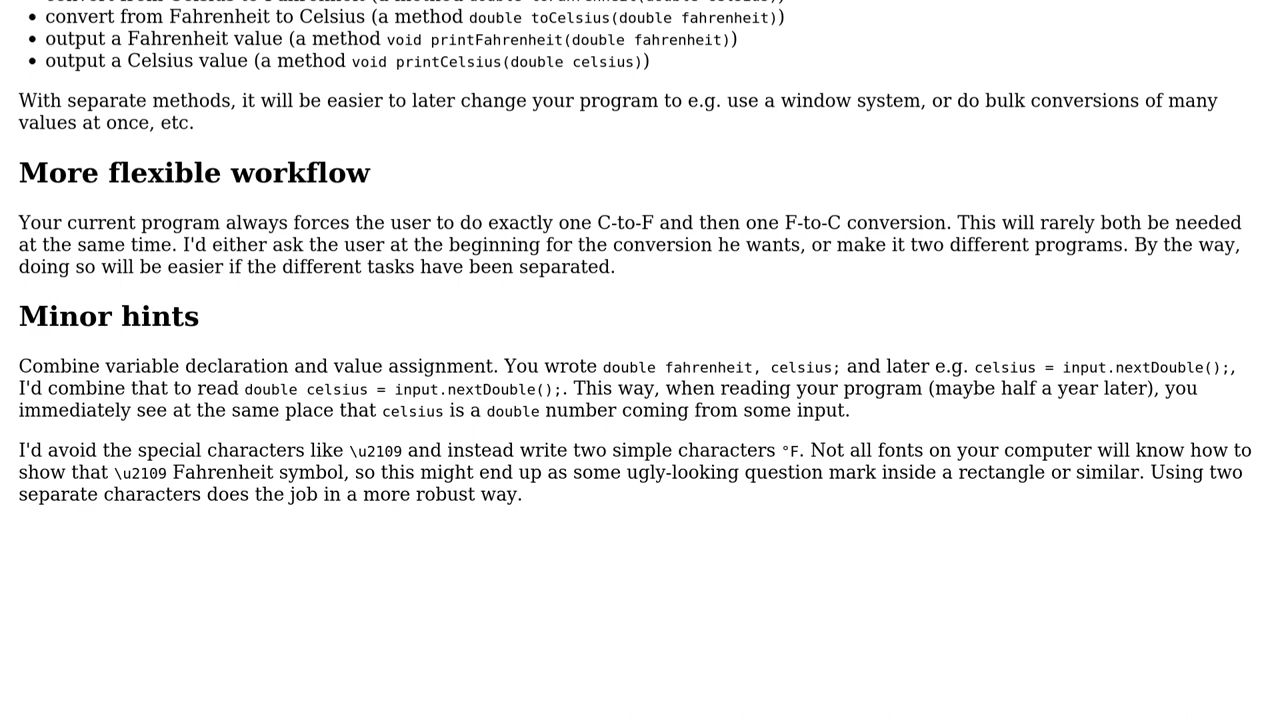 • convert from Fahrenheit to Celsius (a method double toCelsius(double fahrenheit))
• output a Fahrenheit value (a method void printFahrenheit(double fahrenheit))
• output a Celsius value (a method void printCelsius(double celsius))
With separate methods, it will be easier to later change your program to e.g. use a window system, or do bulk conversions of many
values at once, etc.
More flexible workflow
Your current program always forces the user to do exactly one C-to-F and then one F-to-C conversion. This will rarely both be needed
at the same time. I'd either ask the user at the beginning for the conversion he wants, or make it two different programs. By the way,
doing so will be easier if the different tasks have been separated.
Minor hints
Combine variable declaration and value assignment. You wrote double fahrenheit, celsius; and later e.g. celsius = input.nextDouble();,
I'd combine that to read double celsius = input.nextDouble();. This way, when reading your program (maybe half a year later), you
immediately see at the same place that celsius is a double number coming from some input.
I'd avoid the special characters like \u2109 and instead write two simple characters °F. Not all fonts on your computer will know how to
show that \u2109 Fahrenheit symbol, so this might end up as some ugly-looking question mark inside a rectangle or similar. Using two
separate characters does the job in a more robust way.